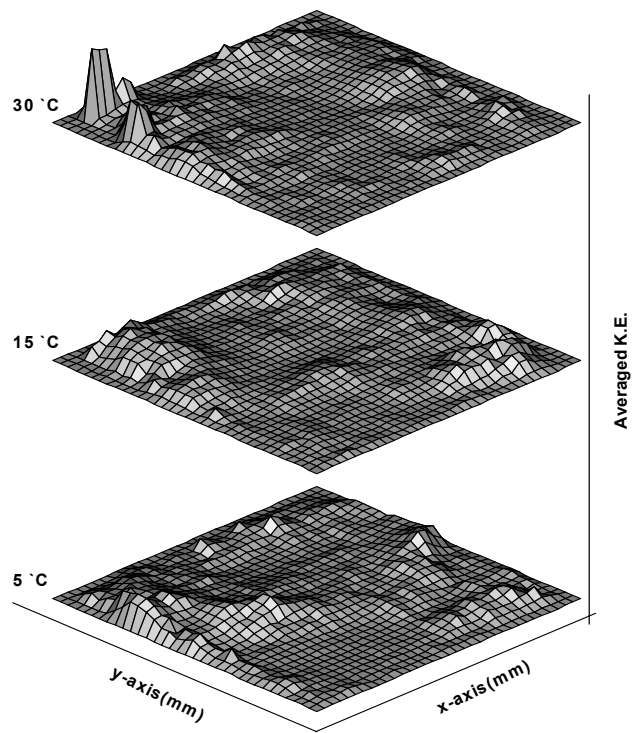 30 `C
15 `C
Averaged K.E.
5 `C
y-axis(mm)
x-axis(mm)